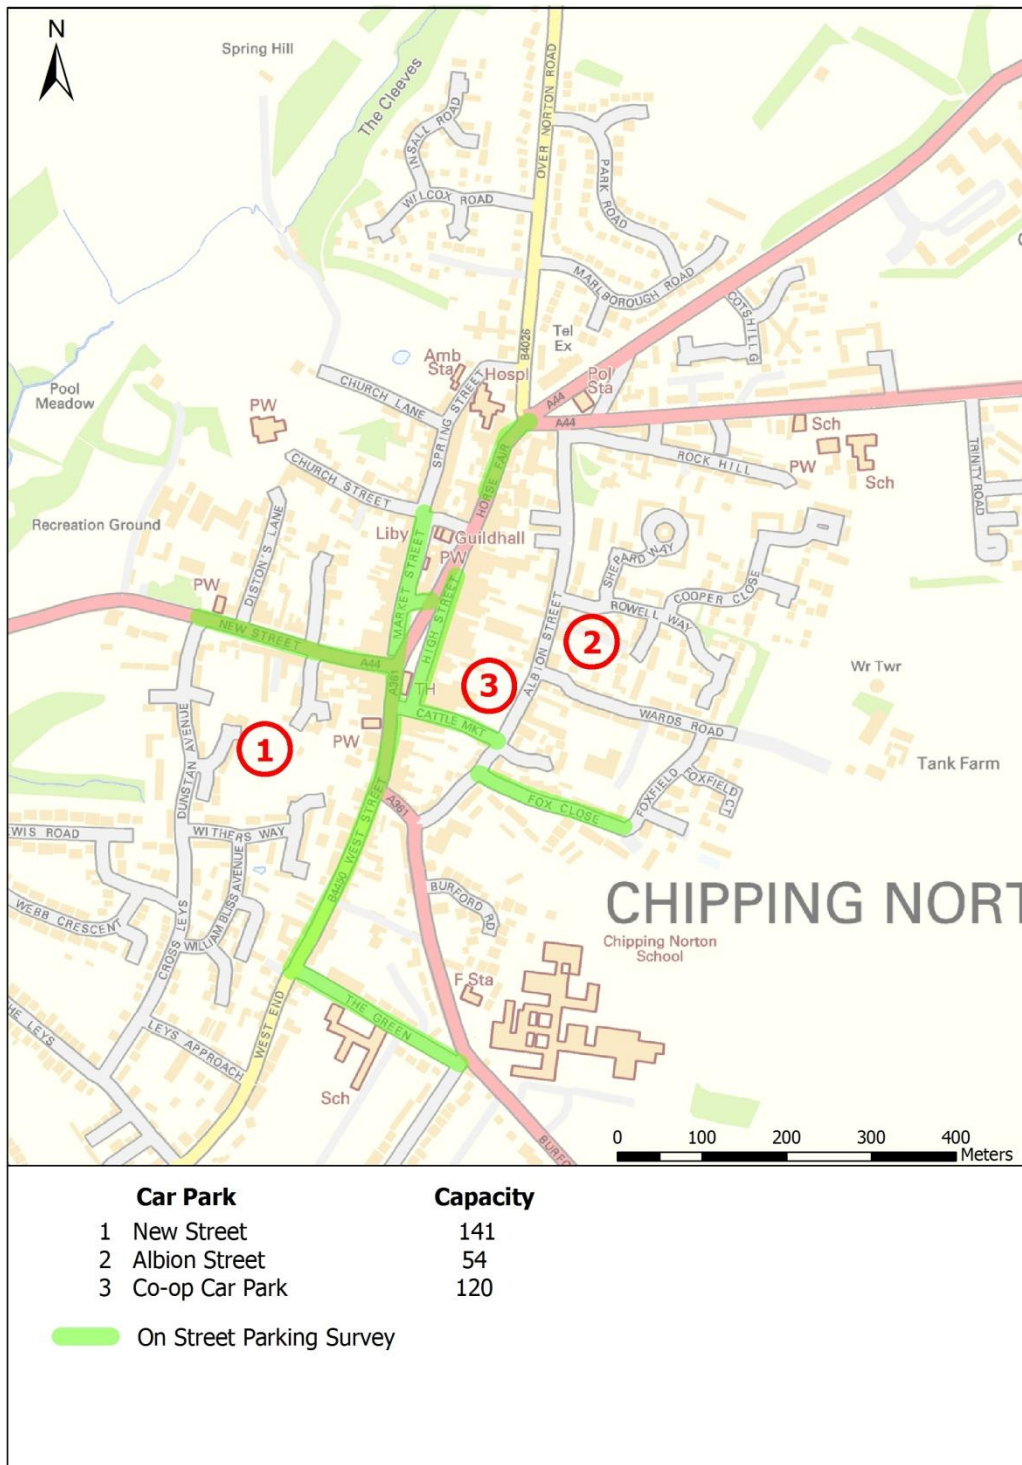 N
Spring Hill
The Cleeves
INSALL ROAD
WILCOX ROAD
OVER NORTON ROAD
PARK ROAD
MARLBOROUGH ROAD
COTSHILL G
Tel
Ex
B4026
Amb
Sta
Hospl
Pol
Sta
A44
A44
Pool
Meadow
CHURCH LANE
SPRING STREET
PW
Sch
PW
Sch
ROCK HILL
TRINITY ROAD
HORSE FAIR
CHURCH STREET
Recreation Ground
DISTON'S LANE
Liby
Guildhall
PW
MARKET STREET
SHEPARD WAY
COOPER CLOSE
ROWELL WAY
PW
NEW STREET
A44
HIGH STREET
ALBION STREET
2
3
Wr Twr
A361
TH
CATTLE MKT
WARDS ROAD
PW
1
DUNSTAN AVENUE
Tank Farm
FOX CLOSE
FOXFIELD
FOXFIELD CT
A361
EWIS ROAD
WITHERS WAY
B4450 WEST STREET
WEBB CRESCENT
CROSS LEYS
WILLIAM BLISS AVENUE
BURFORD RD
CHIPPING NORT
Chipping Norton
School
F Sta
THE GREEN
WEST END
HE LEYS
LEYS APPROACH
Sch
BURFO
0 100 200 300 400
Meters
Car Park Capacity
1 New Street 141
2 Albion Street 54
3 Co-op Car Park 120
On Street Parking Survey